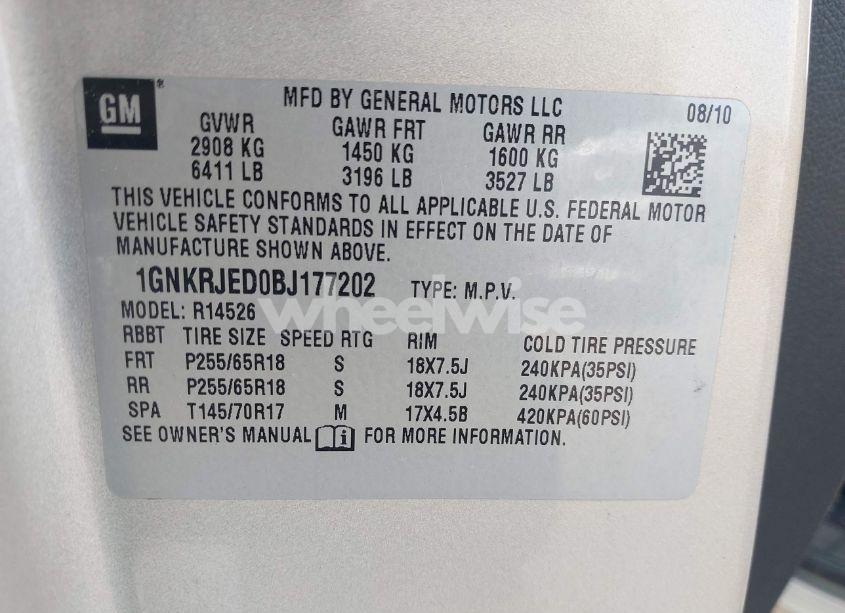 GM®
MFD BY GENERAL MOTORS LLC 08/10
GVWR GAWR FRT GAWR RR
2908 KG 1450 KG 1600 KG
6411 LB 3196 LB 3527 LB
THIS VEHICLE CONFORMS TO ALL APPLICABLE U.S. FEDERAL MOTOR
VEHICLE SAFETY STANDARDS IN EFFECT ON THE DATE OF
MANUFACTURE SHOWN ABOVE.
1GNKRJED0BJ177202 TYPE: M.P.V.
wheelwise
MODEL: R14526
RBBT TIRE SIZE SPEED RTG RIM COLD TIRE PRESSURE
FRT P255/65R18 S 18X7.5J 240KPA(35PSI)
RR P255/65R18 S 18X7.5J 240KPA(35PSI)
SPA T145/70R17 M 17X4.5B 420KPA(60PSI)
SEE OWNER'S MANUAL i FOR MORE INFORMATION.